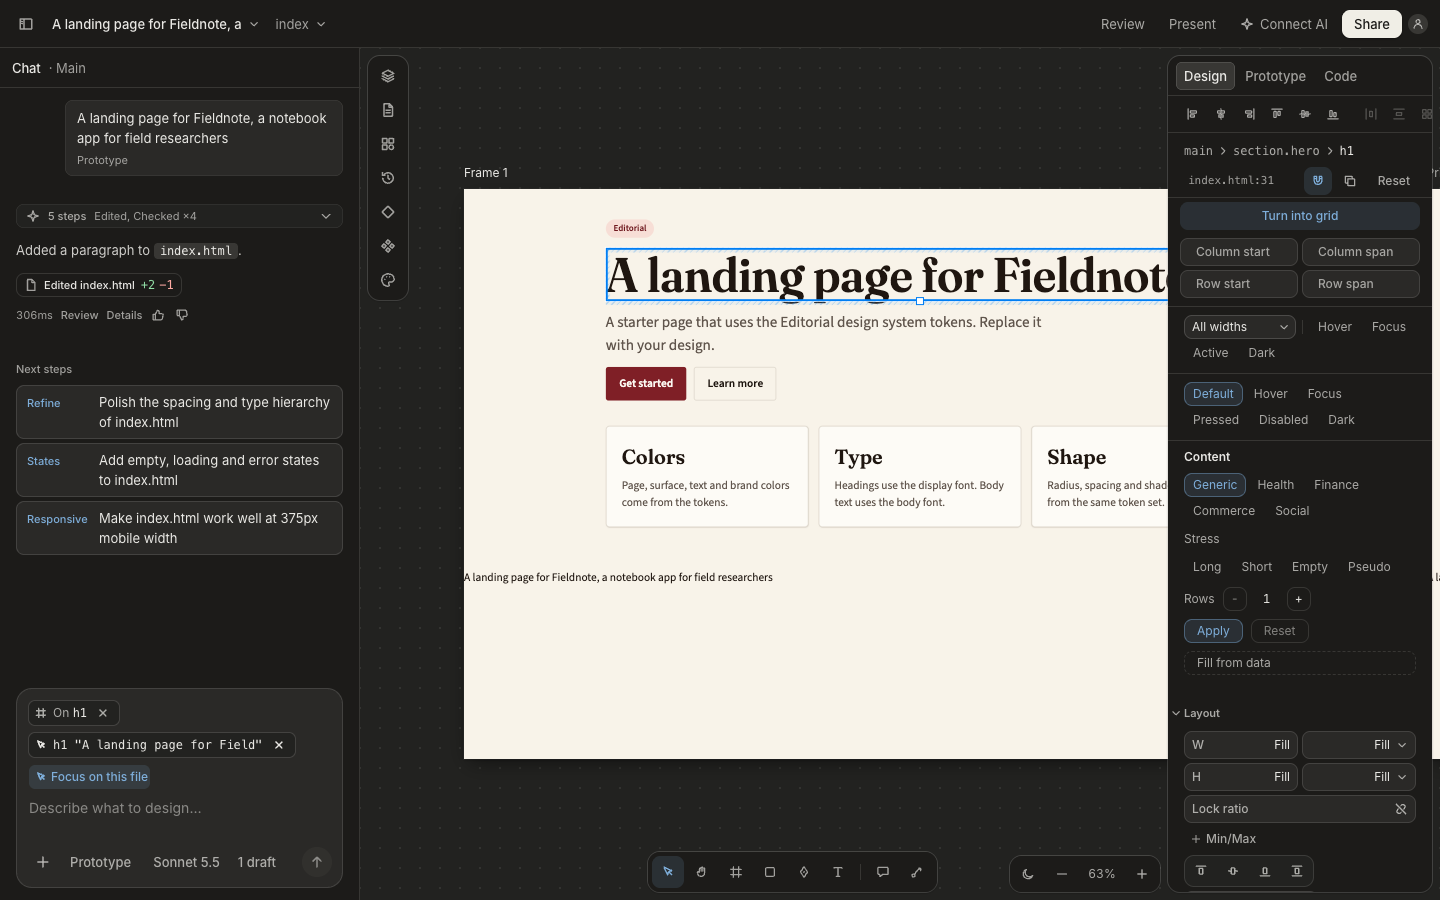 A landing page for Fieldnote, a
index
Review
Present
Connect AI
Share
Chat · Main
A landing page for Fieldnote, a notebook
app for field researchers
Prototype
5 steps Edited, Checked ×4
Added a paragraph to index.html.
Edited index.html +2 −1
306ms Review Details
Next steps
Refine Polish the spacing and type hierarchy
of index.html
States Add empty, loading and error states
to index.html
Responsive Make index.html work well at 375px
mobile width
On h1
h1 "A landing page for Field"
Focus on this file
Describe what to design...
Prototype Sonnet 5.5 1 draft
Frame 1
Editorial
A landing page for Fieldnote
A starter page that uses the Editorial design system tokens. Replace it
with your design.
Get started
Learn more
Colors
Page, surface, text and brand colors
come from the tokens.
Type
Headings use the display font. Body
text uses the body font.
Shape
Radius, spacing and shad
from the same token set.
A landing page for Fieldnote, a notebook app for field researchers
63%
Design Prototype Code
main > section.hero > h1
index.html:31
Reset
Turn into grid
Column start Column span
Row start Row span
All widths Hover Focus
Active Dark
Default Hover Focus
Pressed Disabled Dark
Content
Generic Health Finance
Commerce Social
Stress
Long Short Empty Pseudo
Rows - 1 +
Apply Reset
Fill from data
Layout
W Fill Fill
H Fill Fill
Lock ratio
Min/Max